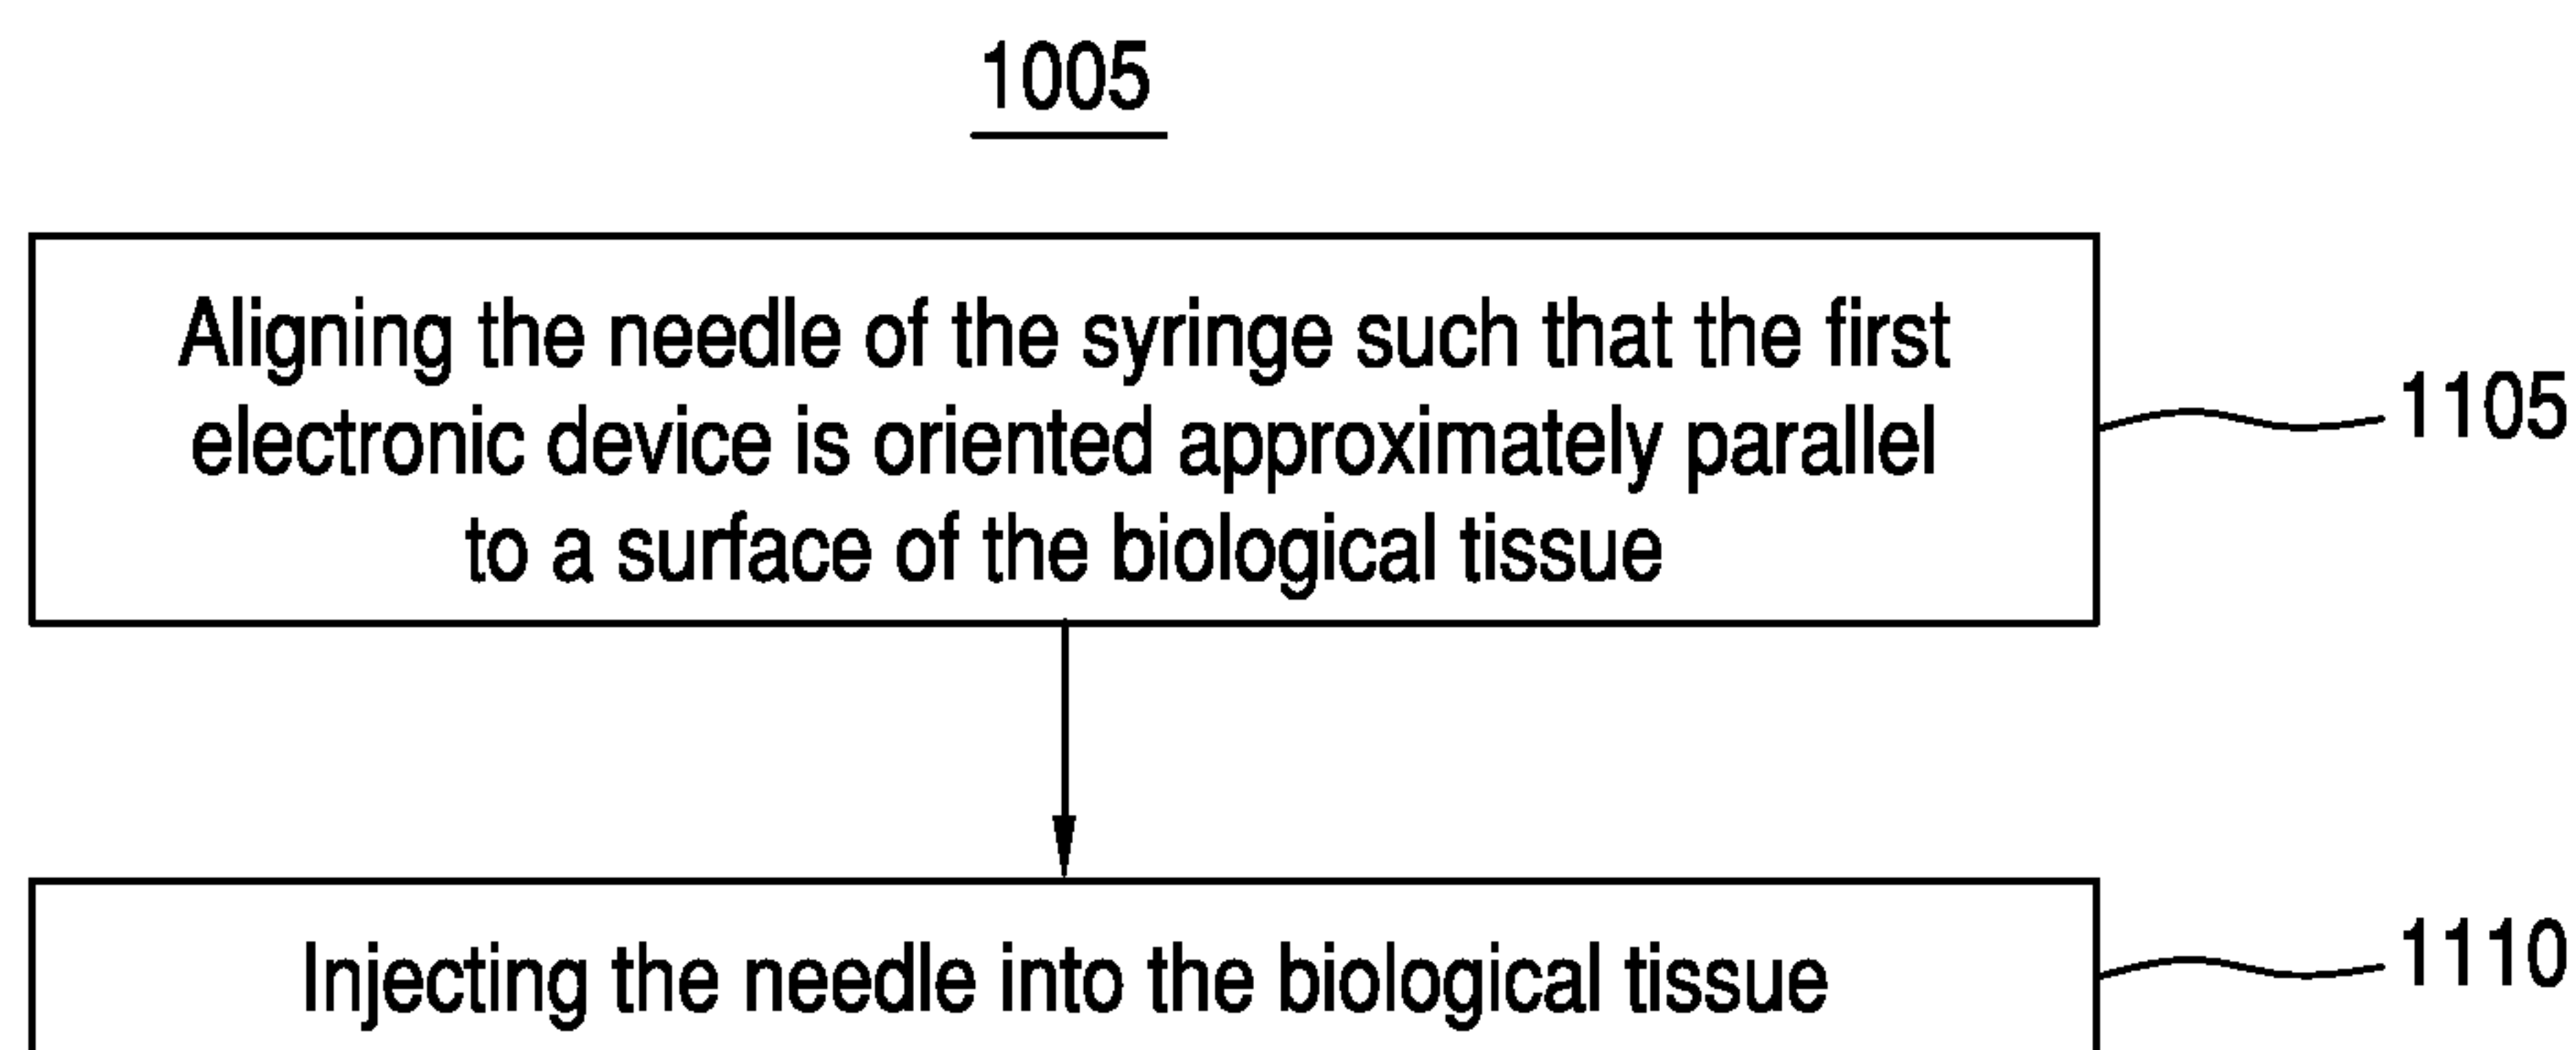 1005
Aligning the needle of the syringe such that the first
electronic device is oriented approximately parallel
to a surface of the biological tissue
1105
Injecting the needle into the biological tissue
1110